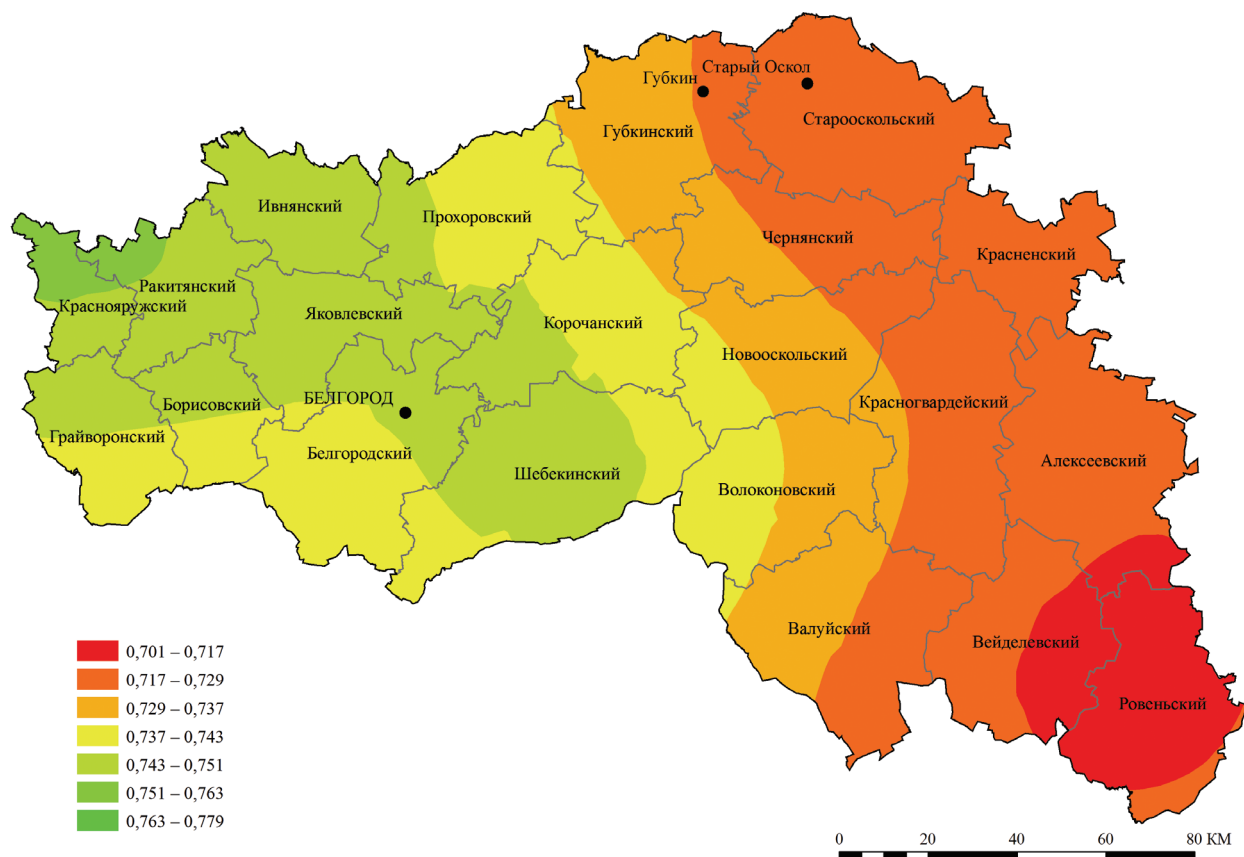 Губкин
Старый Оскол
Старооскольский
Губкинский
Ивнянский
Прохоровский
Чернянский
Красненский
Ракитянский
Краснояружский
Яковлевский
Корочанский
Новооскольский
Борисовский
БЕЛГОРОД
Красногвардейский
Грайворонский
Белгородский
Шебекинский
Волоконовский
Алексеевский
Валуйский
Вейделевский
Ровеньский
0,701 – 0,717
0,717 – 0,729
0,729 – 0,737
0,737 – 0,743
0,743 – 0,751
0,751 – 0,763
0,763 – 0,779
0 20 40 60 80 КМ